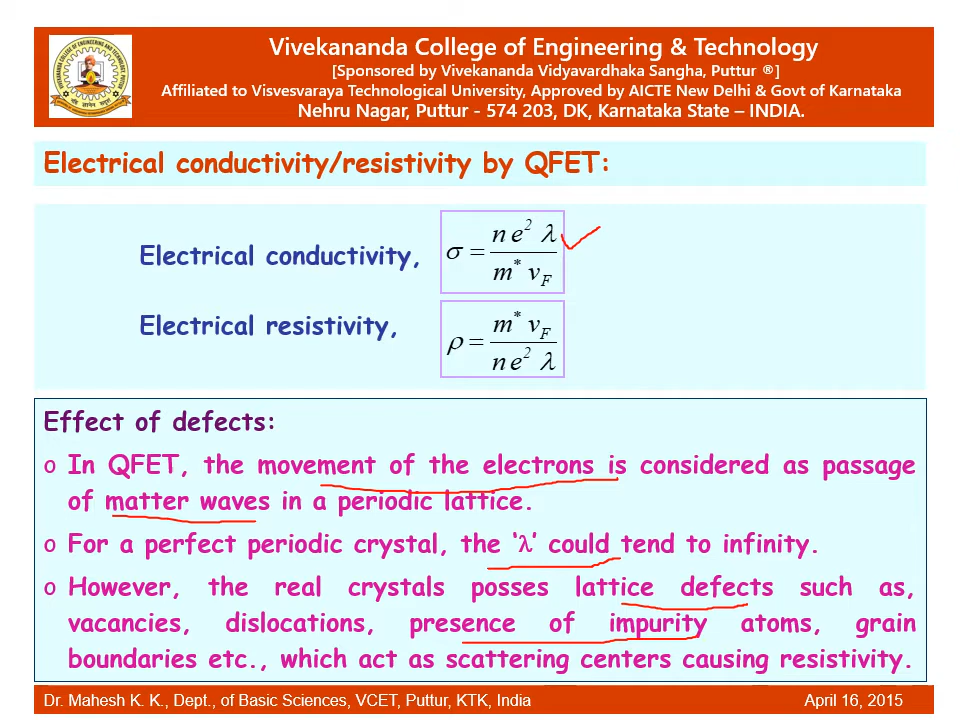 Vivekananda College of Engineering & Technology
[Sponsored by Vivekananda Vidyavardhaka Sangha, Puttur ®]
Affiliated to Visvesvaraya Technological University, Approved by AICTE New Delhi & Govt of Karnataka
Nehru Nagar, Puttur - 574 203, DK, Karnataka State – INDIA.
Electrical conductivity/resistivity by QFET:
Electrical conductivity, σ = n e² λ / m* v_F
Electrical resistivity, ρ = m* v_F / n e² λ
Effect of defects:
o In QFET, the movement of the electrons is considered as passage
of matter waves in a periodic lattice.
o For a perfect periodic crystal, the ‘λ’ could tend to infinity.
o However, the real crystals posses lattice defects such as,
vacancies, dislocations, presence of impurity atoms, grain
boundaries etc., which act as scattering centers causing resistivity.
Dr. Mahesh K. K., Dept., of Basic Sciences, VCET, Puttur, KTK, India
April 16, 2015